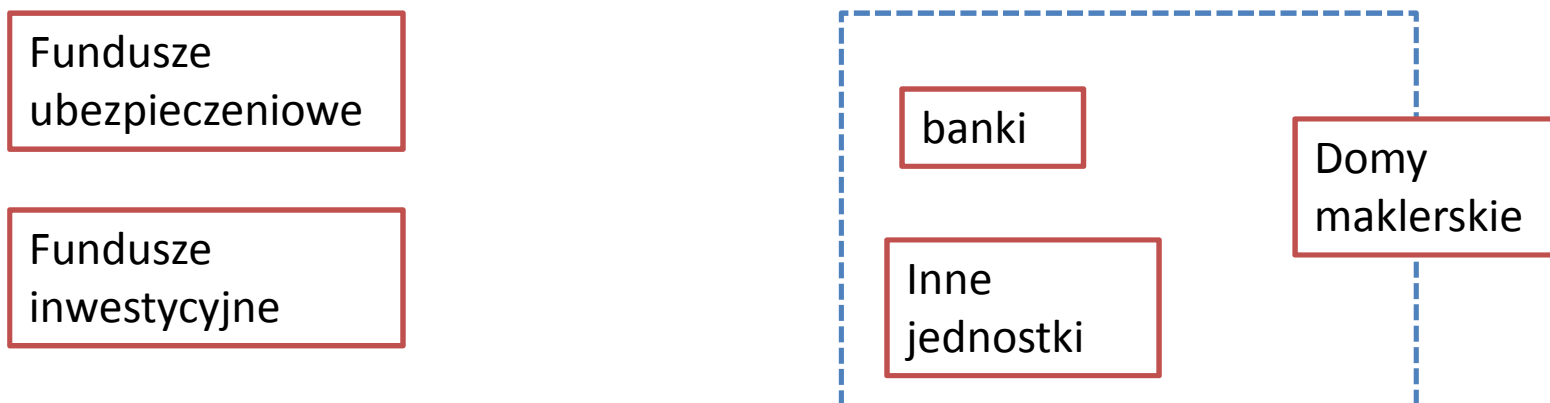 Fundusze
ubezpieczeniowe
banki
Domy
maklerskie
Fundusze
inwestycyjne
Inne
jednostki